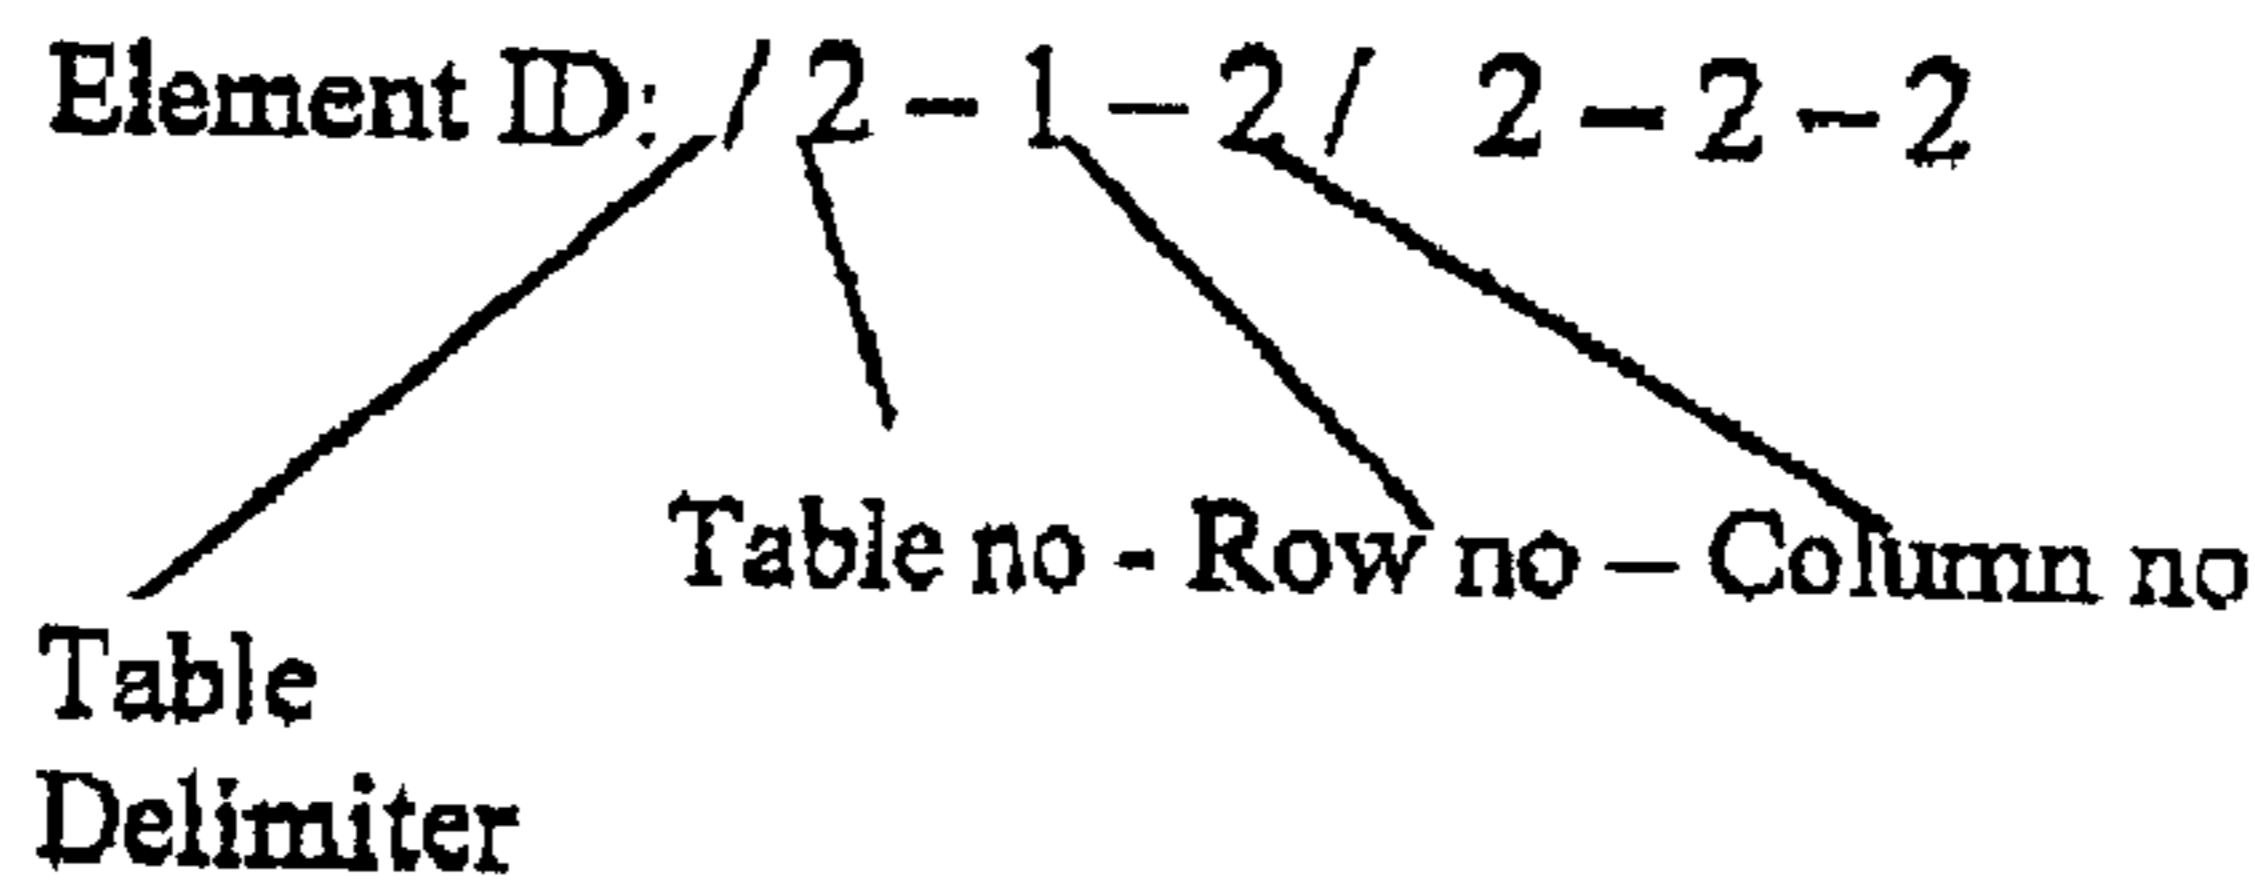 Element ID: / 2 – 1 – 2 / 2 – 2 – 2
Table no - Row no – Column no
Table
Delimiter